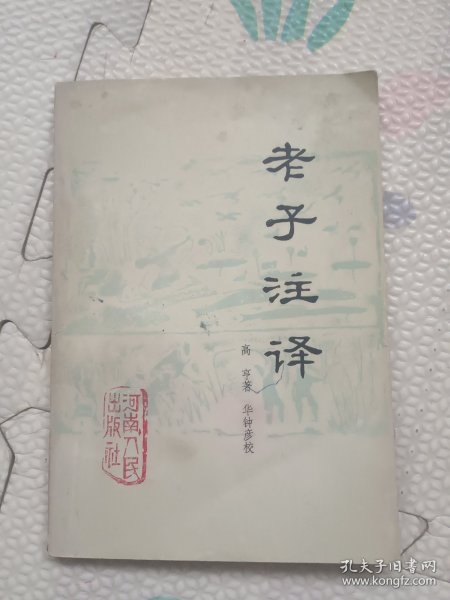 老子注译
高亨著 华钟彦校
河南人民
出版社
孔夫子旧书网
www.kongfz.com